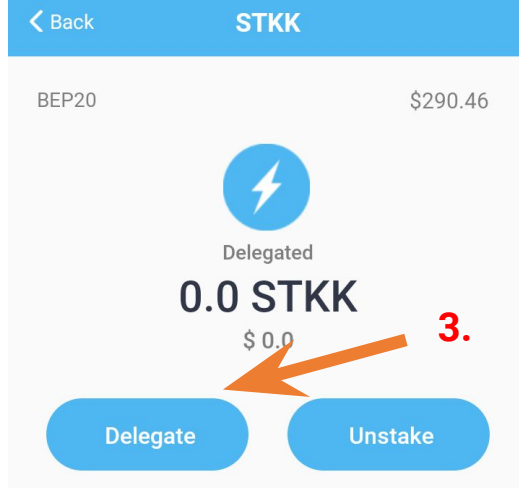 Back STKK
BEP20 $290.46
Delegated
0.0 STKK
$ 0.0
3.
Delegate Unstake